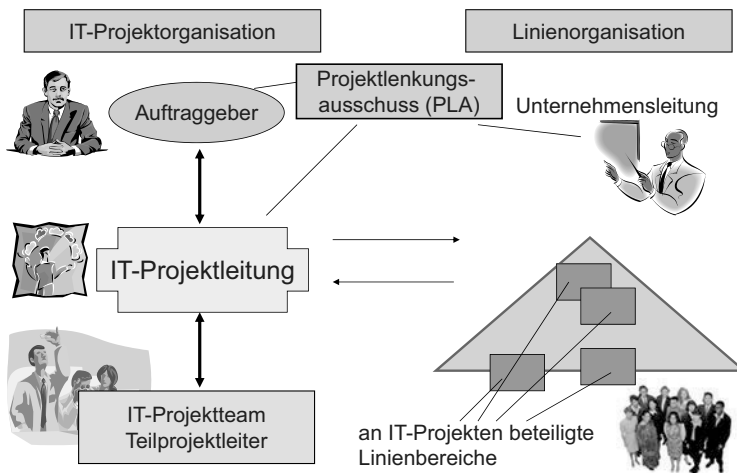 IT-Projektorganisation
Linienorganisation
Projektlenkungs-
ausschuss (PLA)
Auftraggeber
Unternehmensleitung
IT-Projektleitung
IT-Projektteam
Teilprojektleiter
an IT-Projekten beteiligte
Linienbereiche